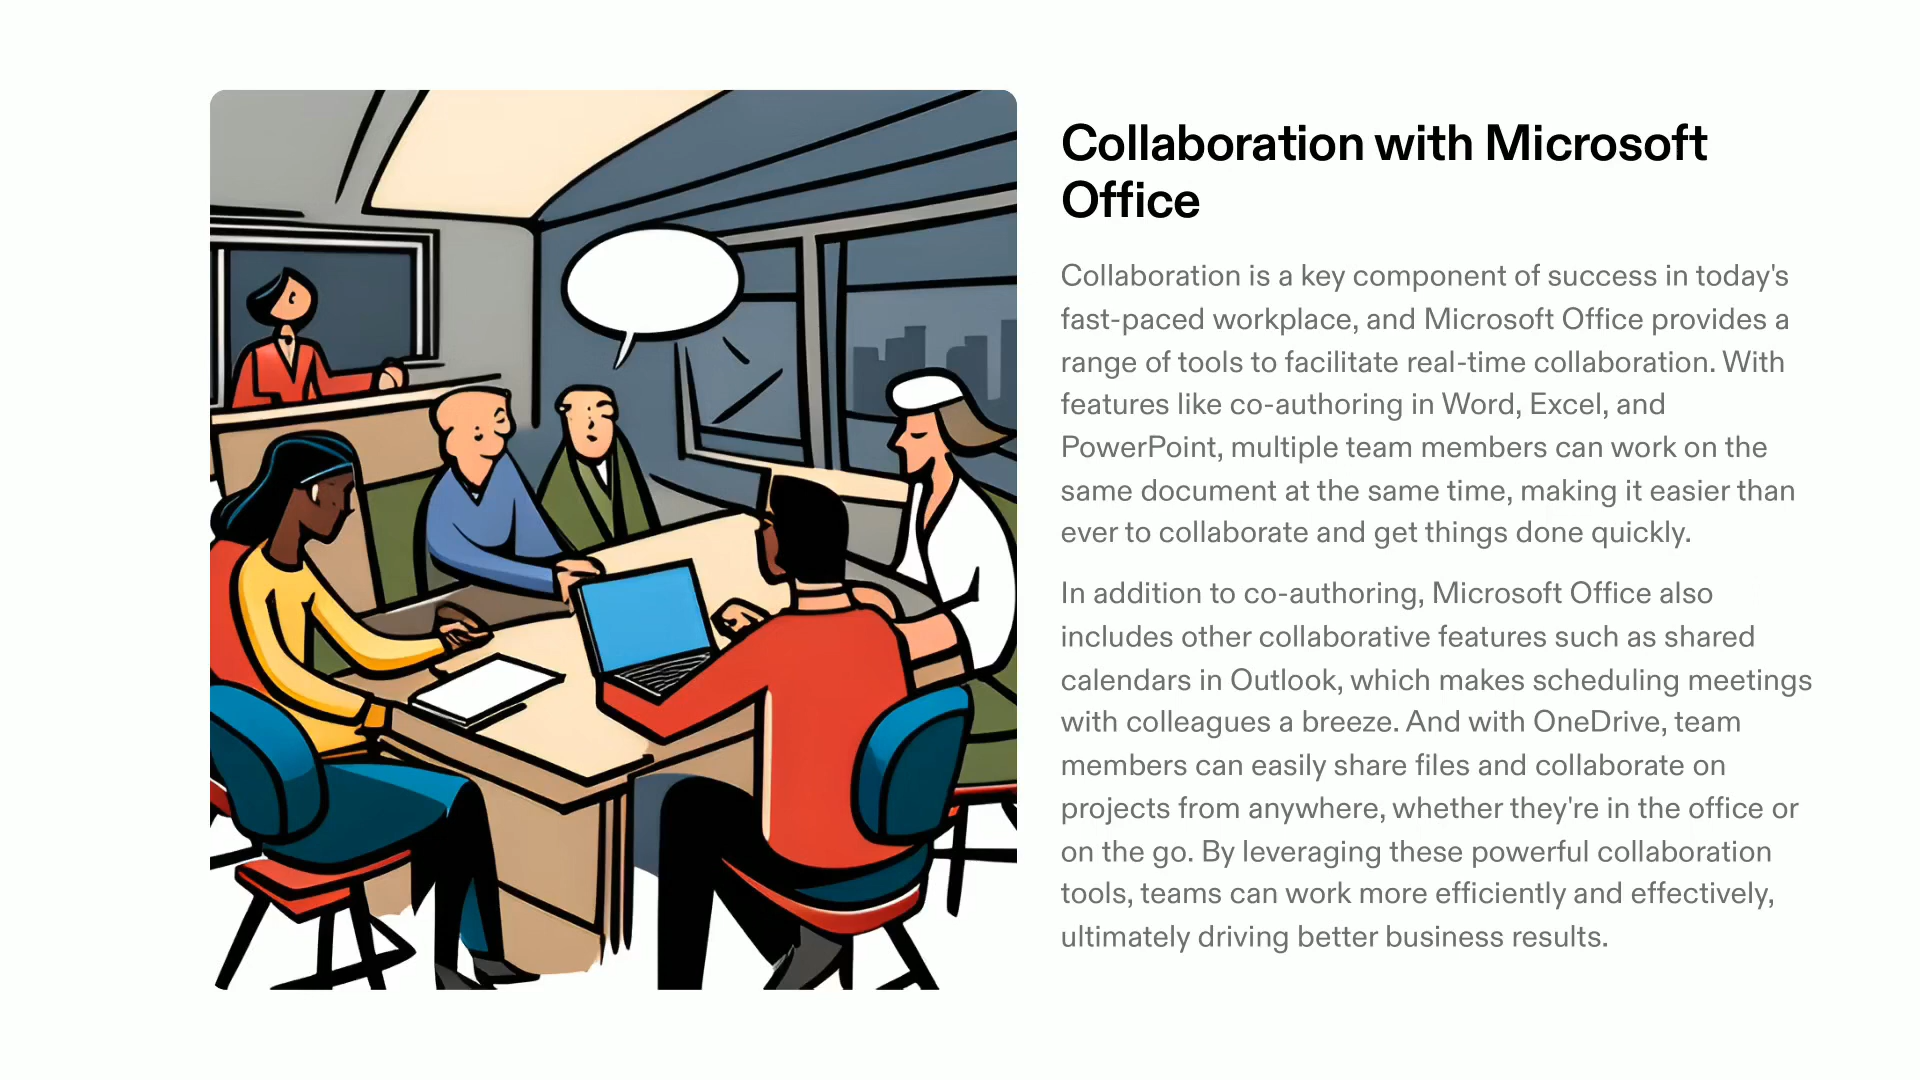 Collaboration with Microsoft
Office
Collaboration is a key component of success in today's
fast-paced workplace, and Microsoft Office provides a
range of tools to facilitate real-time collaboration. With
features like co-authoring in Word, Excel, and
PowerPoint, multiple team members can work on the
same document at the same time, making it easier than
ever to collaborate and get things done quickly.
In addition to co-authoring, Microsoft Office also
includes other collaborative features such as shared
calendars in Outlook, which makes scheduling meetings
with colleagues a breeze. And with OneDrive, team
members can easily share files and collaborate on
projects from anywhere, whether they're in the office or
on the go. By leveraging these powerful collaboration
tools, teams can work more efficiently and effectively,
ultimately driving better business results.